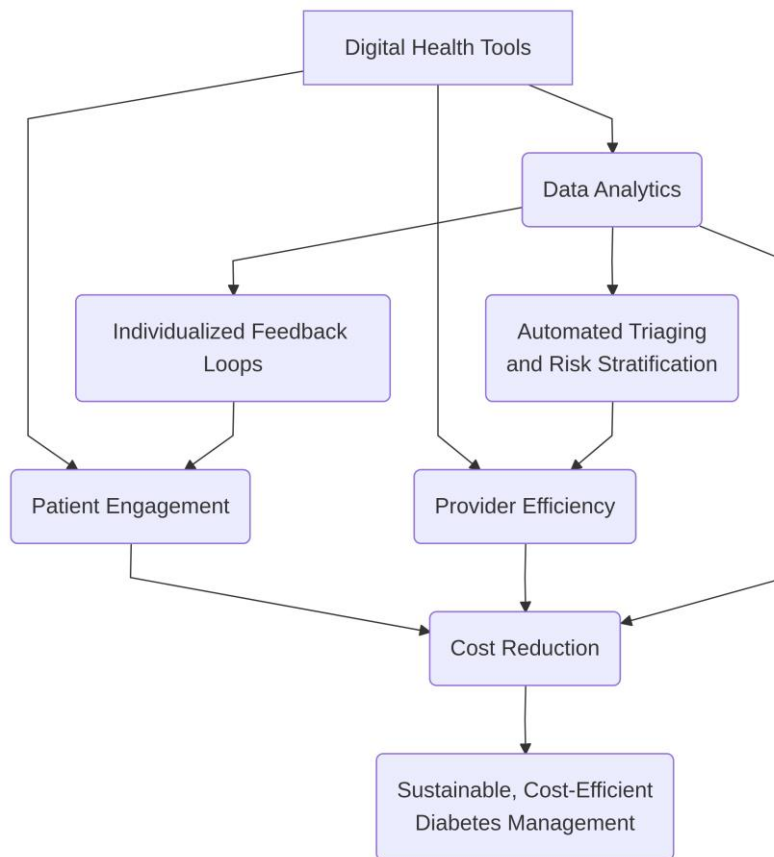 Digital Health Tools
Data Analytics
Individualized Feedback
Loops
Automated Triaging
and Risk Stratification
Patient Engagement
Provider Efficiency
Cost Reduction
Sustainable, Cost-Efficient
Diabetes Management